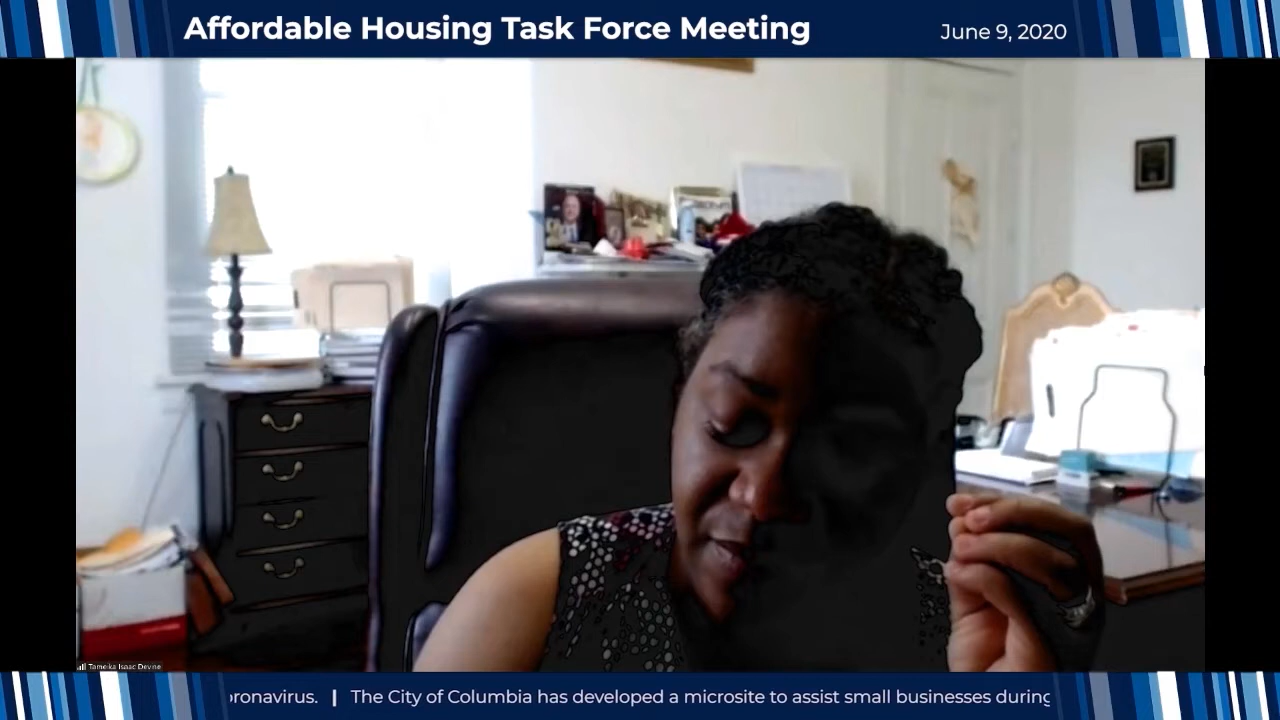 Affordable Housing Task Force Meeting
June 9, 2020
Tameika Isaac Devine
oronavirus. | The City of Columbia has developed a microsite to assist small businesses during